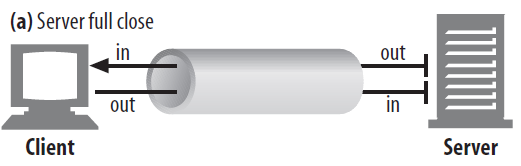 (a) Server full close
in
out
out
in
Client
Server